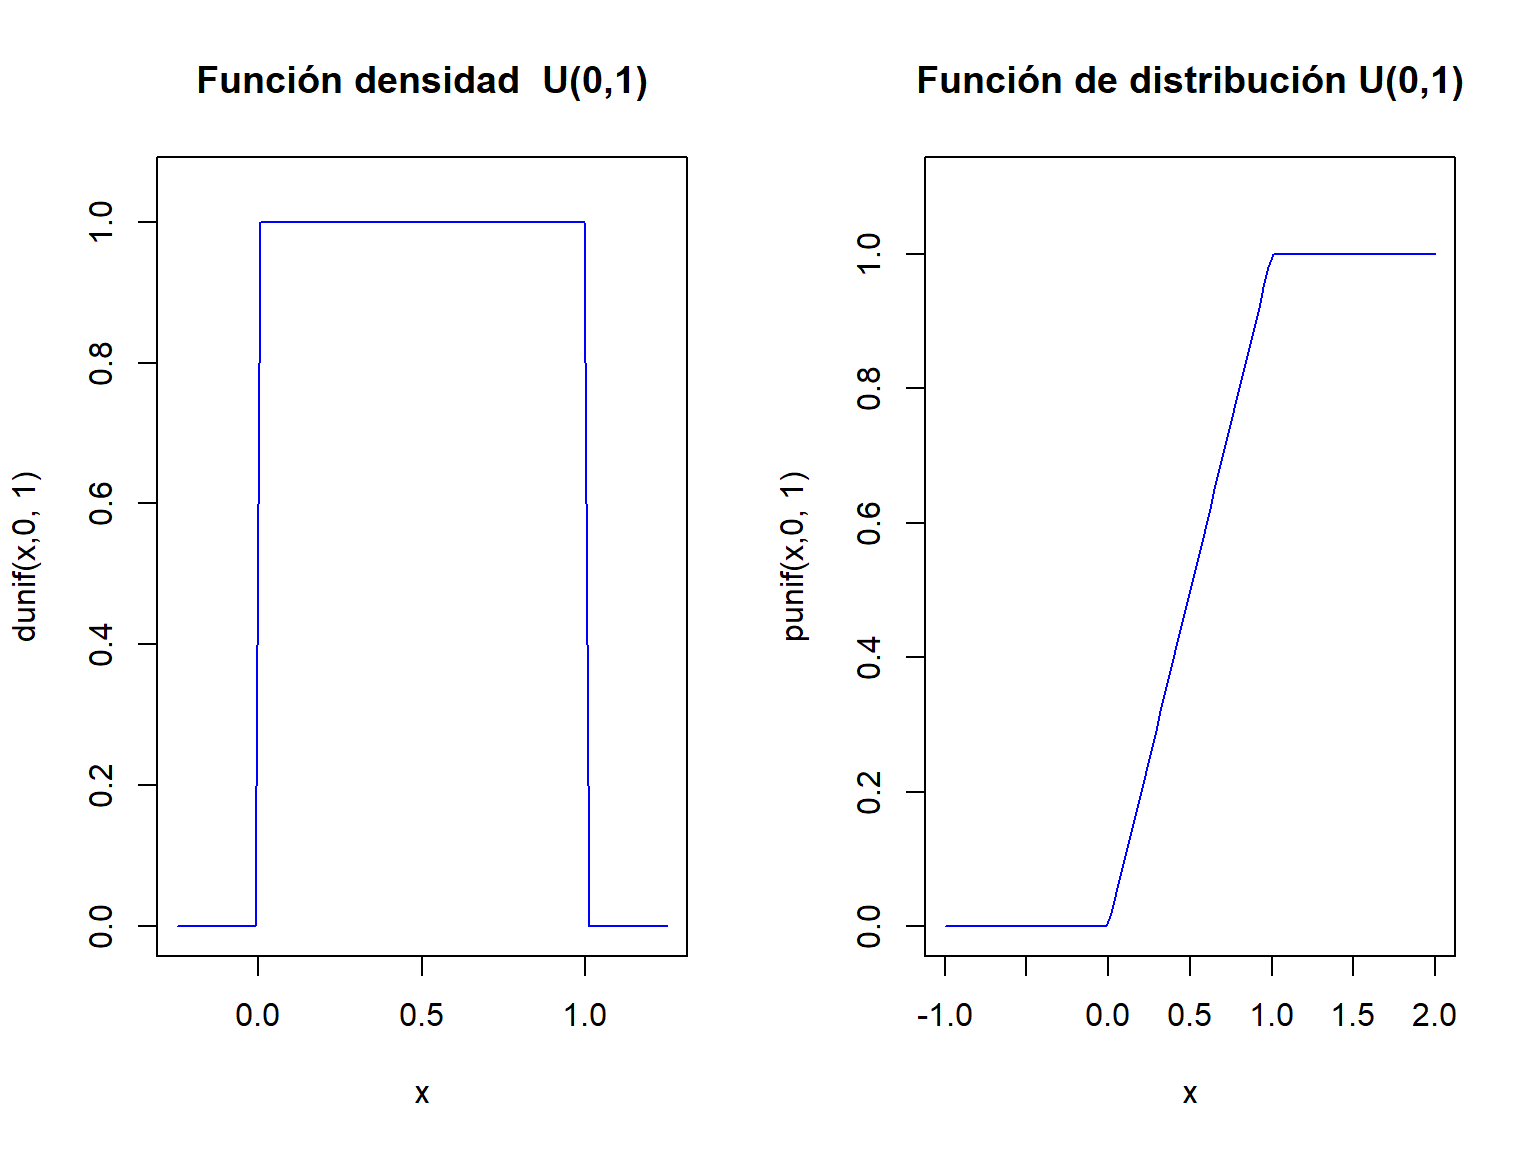 Función densidad  U(0,1)
dunif(x,0, 1)
1.0
0.8
0.6
0.4
0.2
0.0
0.0 0.5 1.0
x
Función de distribución U(0,1)
punif(x,0, 1)
1.0
0.8
0.6
0.4
0.2
0.0
-1.0 0.0 0.5 1.0 1.5 2.0
x